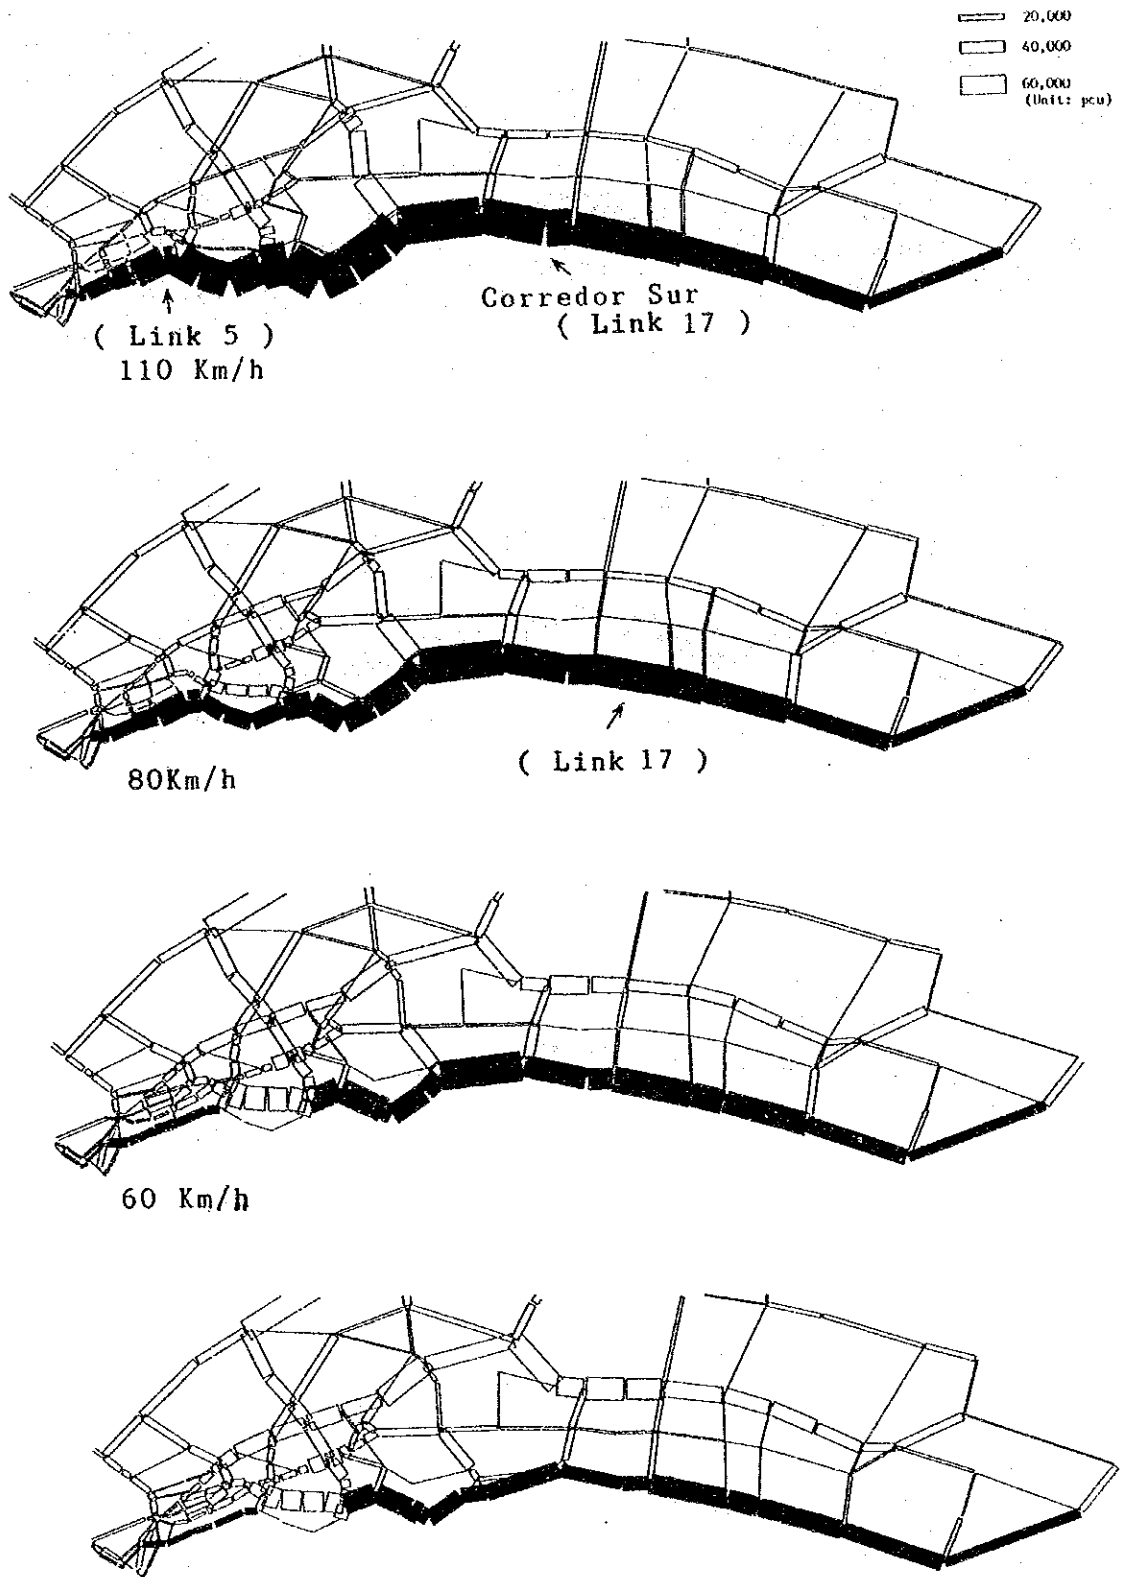 20,000
40,000
60,000
(Unit: pcu)
Corredor Sur
( Link 17 )
( Link 5 )
110 Km/h
( Link 17 )
80Km/h
60 Km/h